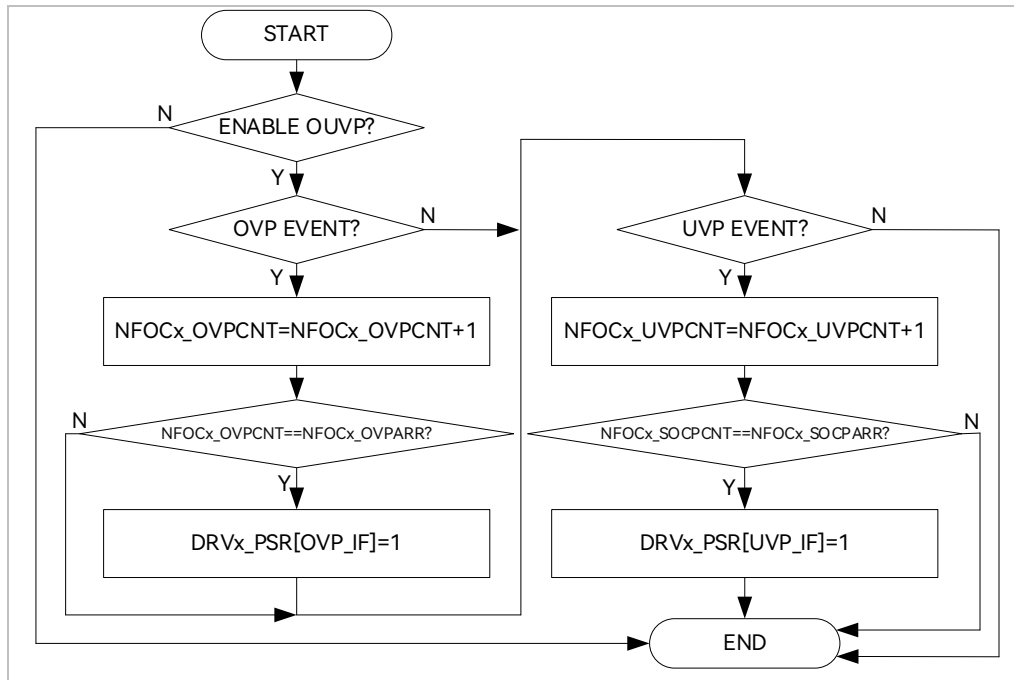 START
ENABLE OUVP?
N
Y
OVP EVENT?
N
Y
NFOCx_OVPCNT=NFOCx_OVPCNT+1
NFOCx_OVPCNT==NFOCx_OVPARR?
N
Y
DRVx_PSR[OVP_IF]=1
UVP EVENT?
N
Y
NFOCx_UVPCNT=NFOCx_UVPCNT+1
NFOCx_SOCPCNT==NFOCx_SOCPARR?
N
Y
DRVx_PSR[UVP_IF]=1
END